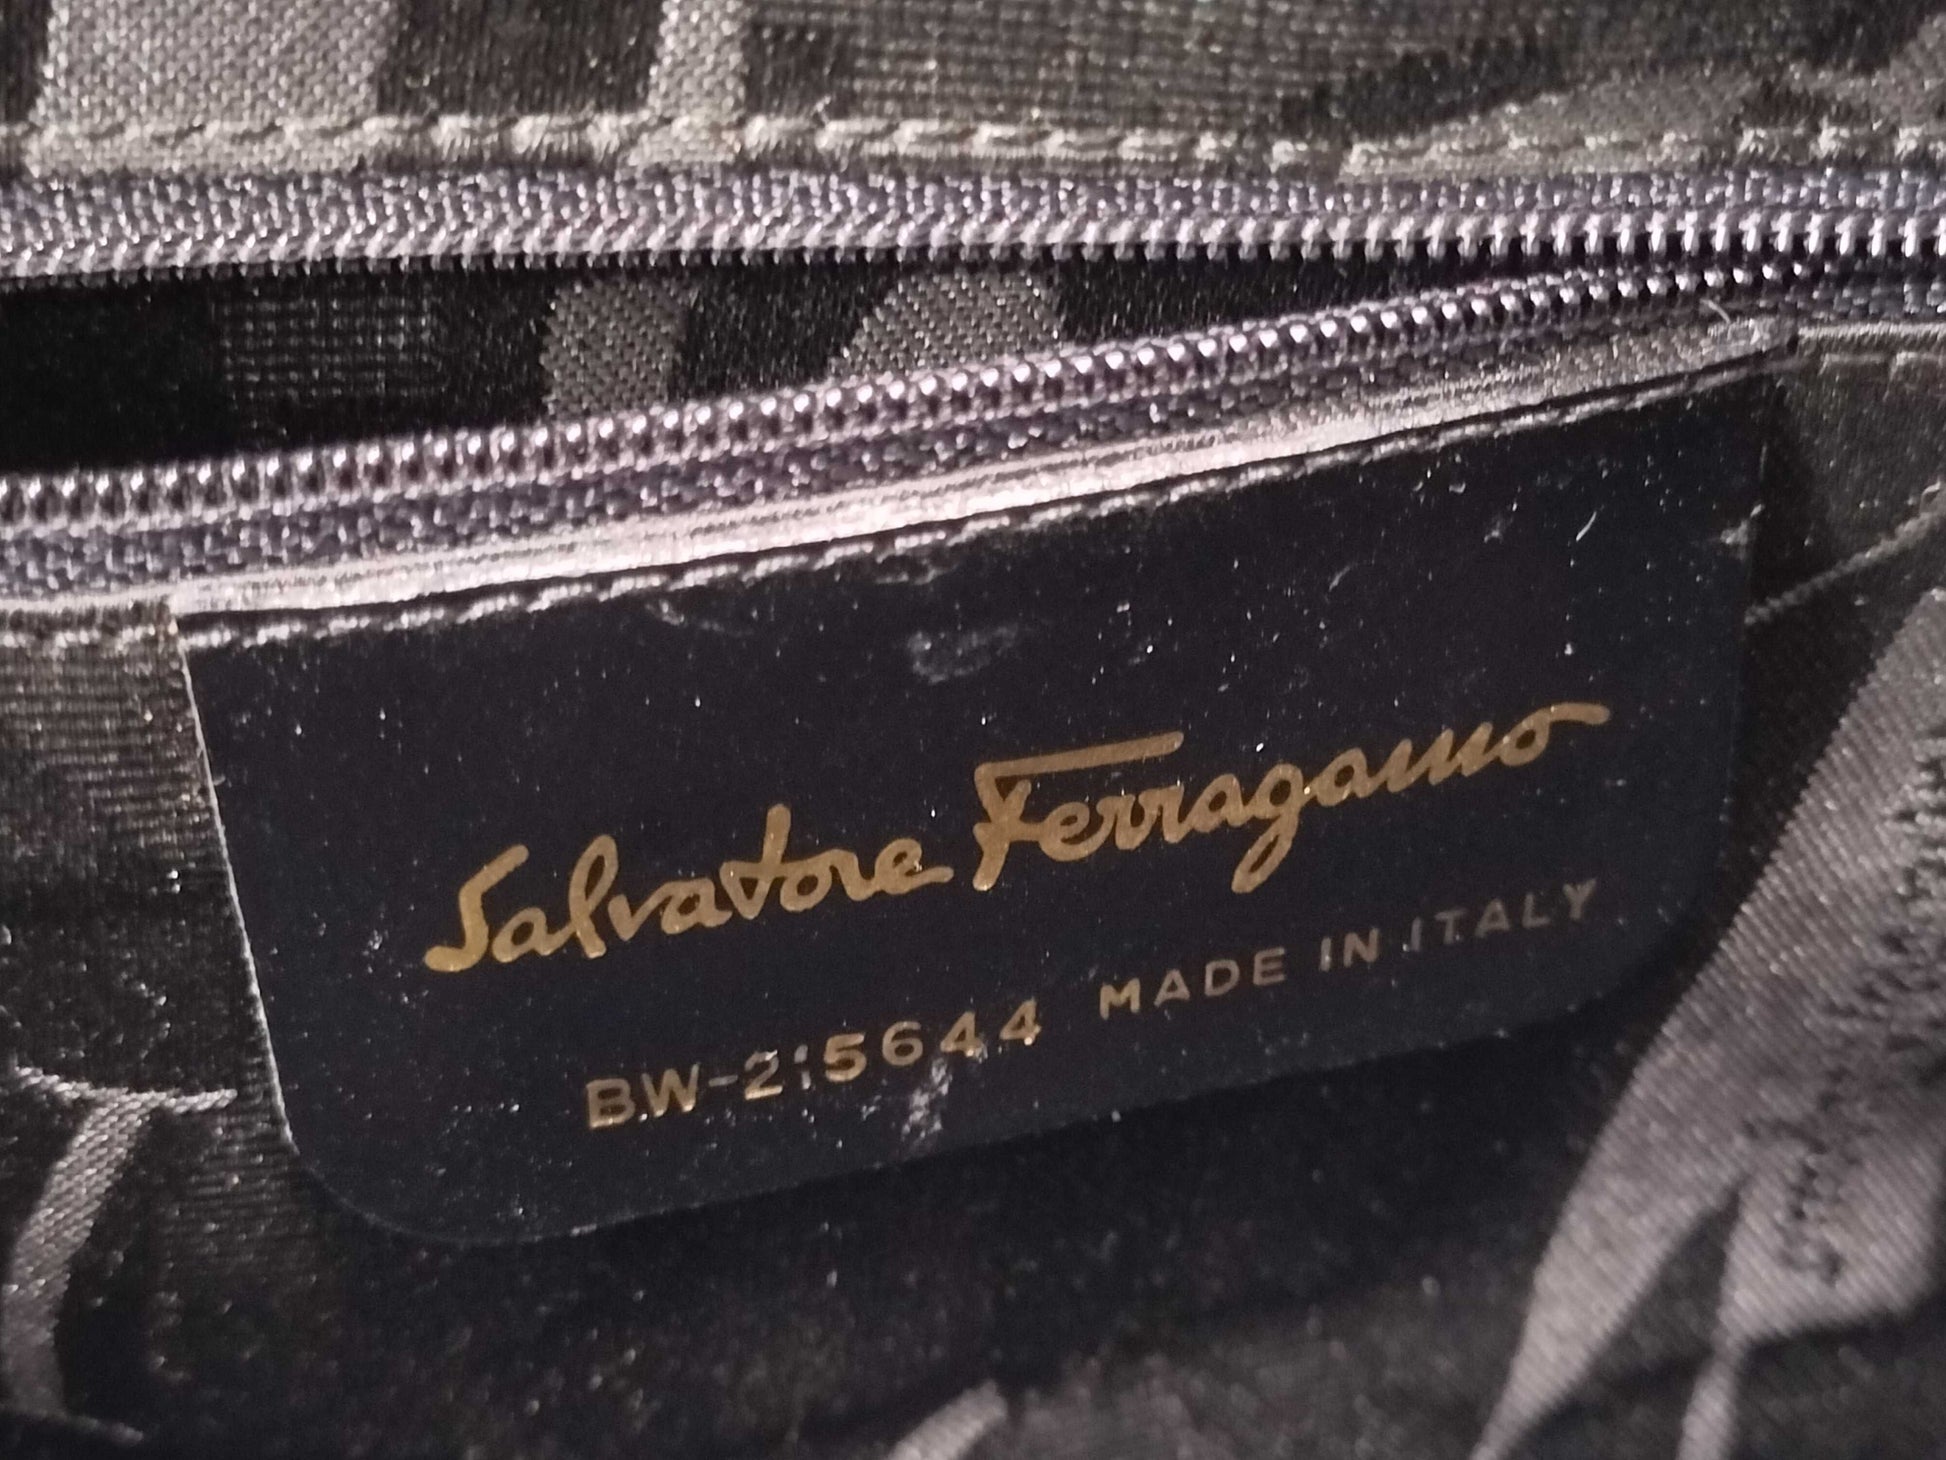 Salvatore Ferragamo
BW-215644 MADE IN ITALY